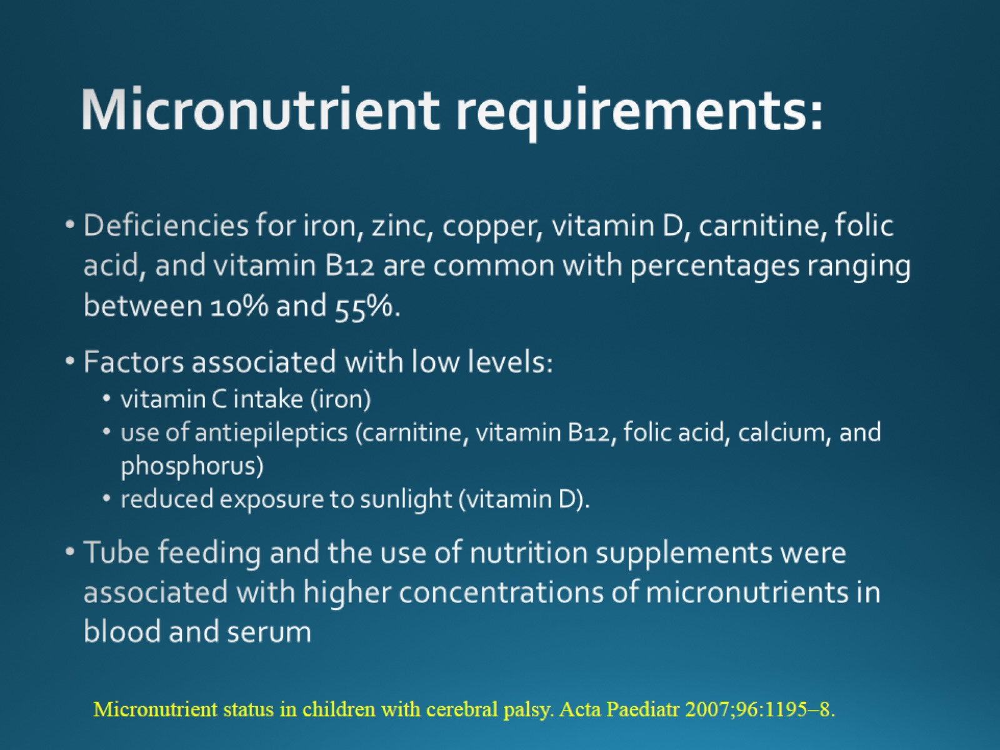 Micronutrient requirements:
• Deficiencies for iron, zinc, copper, vitamin D, carnitine, folic
acid, and vitamin B12 are common with percentages ranging
between 10% and 55%.
• Factors associated with low levels:
• vitamin C intake (iron)
• use of antiepileptics (carnitine, vitamin B12, folic acid, calcium, and
phosphorus)
• reduced exposure to sunlight (vitamin D).
• Tube feeding and the use of nutrition supplements were
associated with higher concentrations of micronutrients in
blood and serum
Micronutrient status in children with cerebral palsy. Acta Paediatr 2007;96:1195–8.